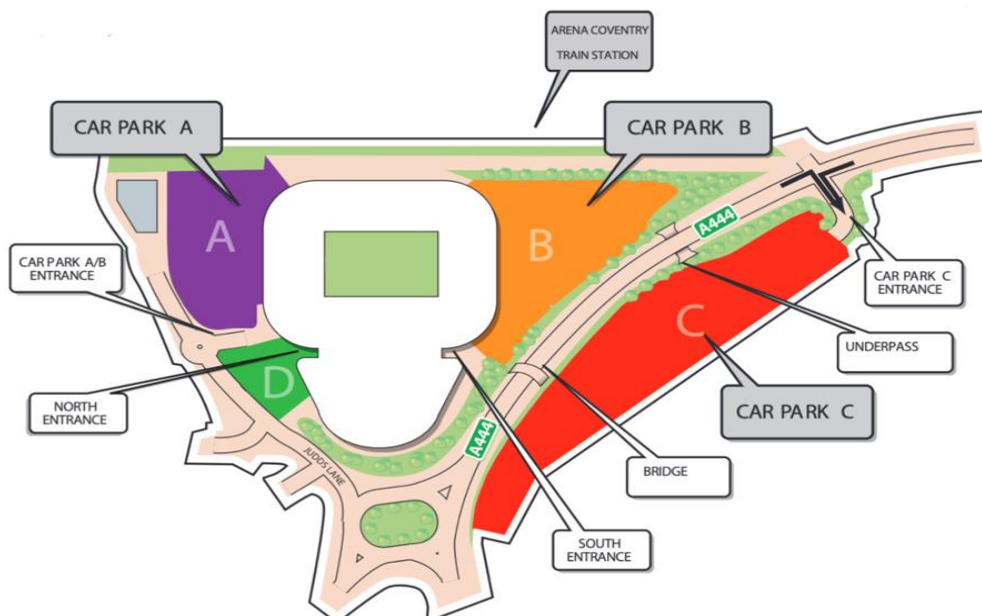 ARENA COVENTRY
TRAIN STATION
CAR PARK A
CAR PARK B
A444
A
B
CAR PARK A/B
ENTRANCE
CAR PARK C
ENTRANCE
C
UNDERPASS
D
NORTH
ENTRANCE
CAR PARK C
A444
JUDDS LANE
BRIDGE
SOUTH
ENTRANCE